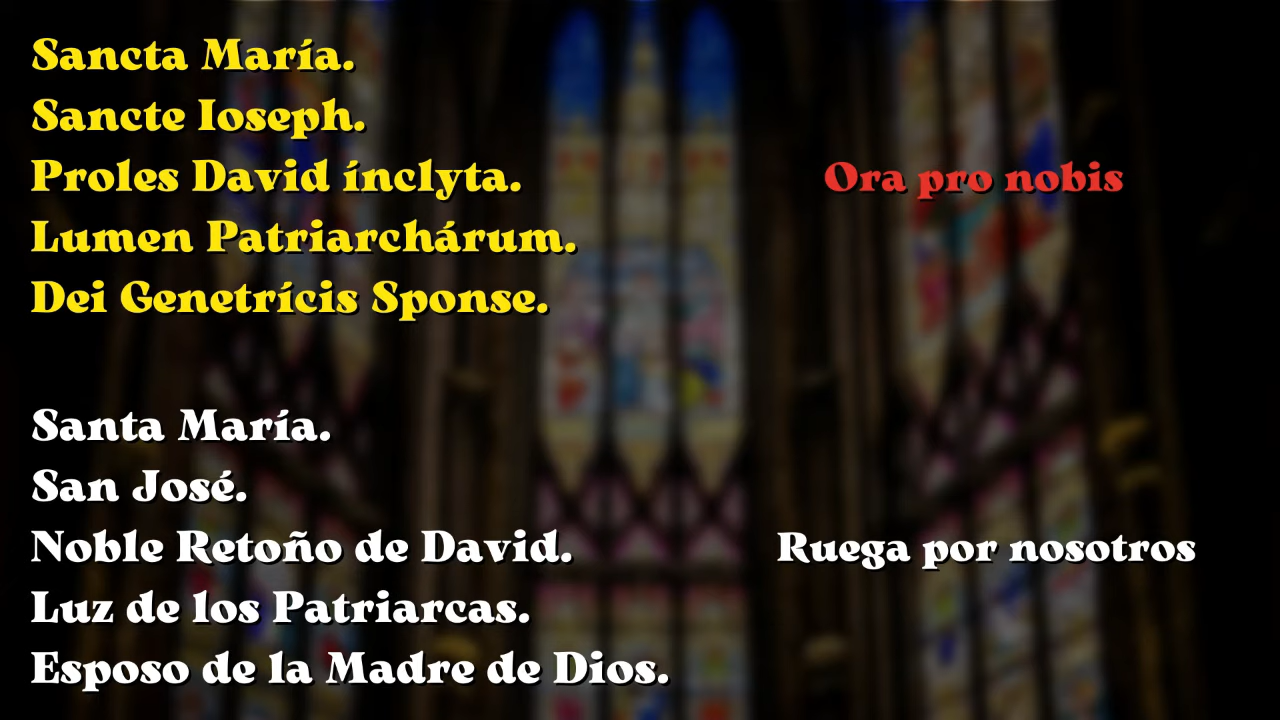 Sancta María.
Sancte Ioseph.
Proles David ínclyta.
Lumen Patriarchárum.
Dei Genetrícis Sponse.
Ora pro nobis
Santa María.
San José.
Noble Retoño de David.
Luz de los Patriarcas.
Esposo de la Madre de Dios.
Ruega por nosotros